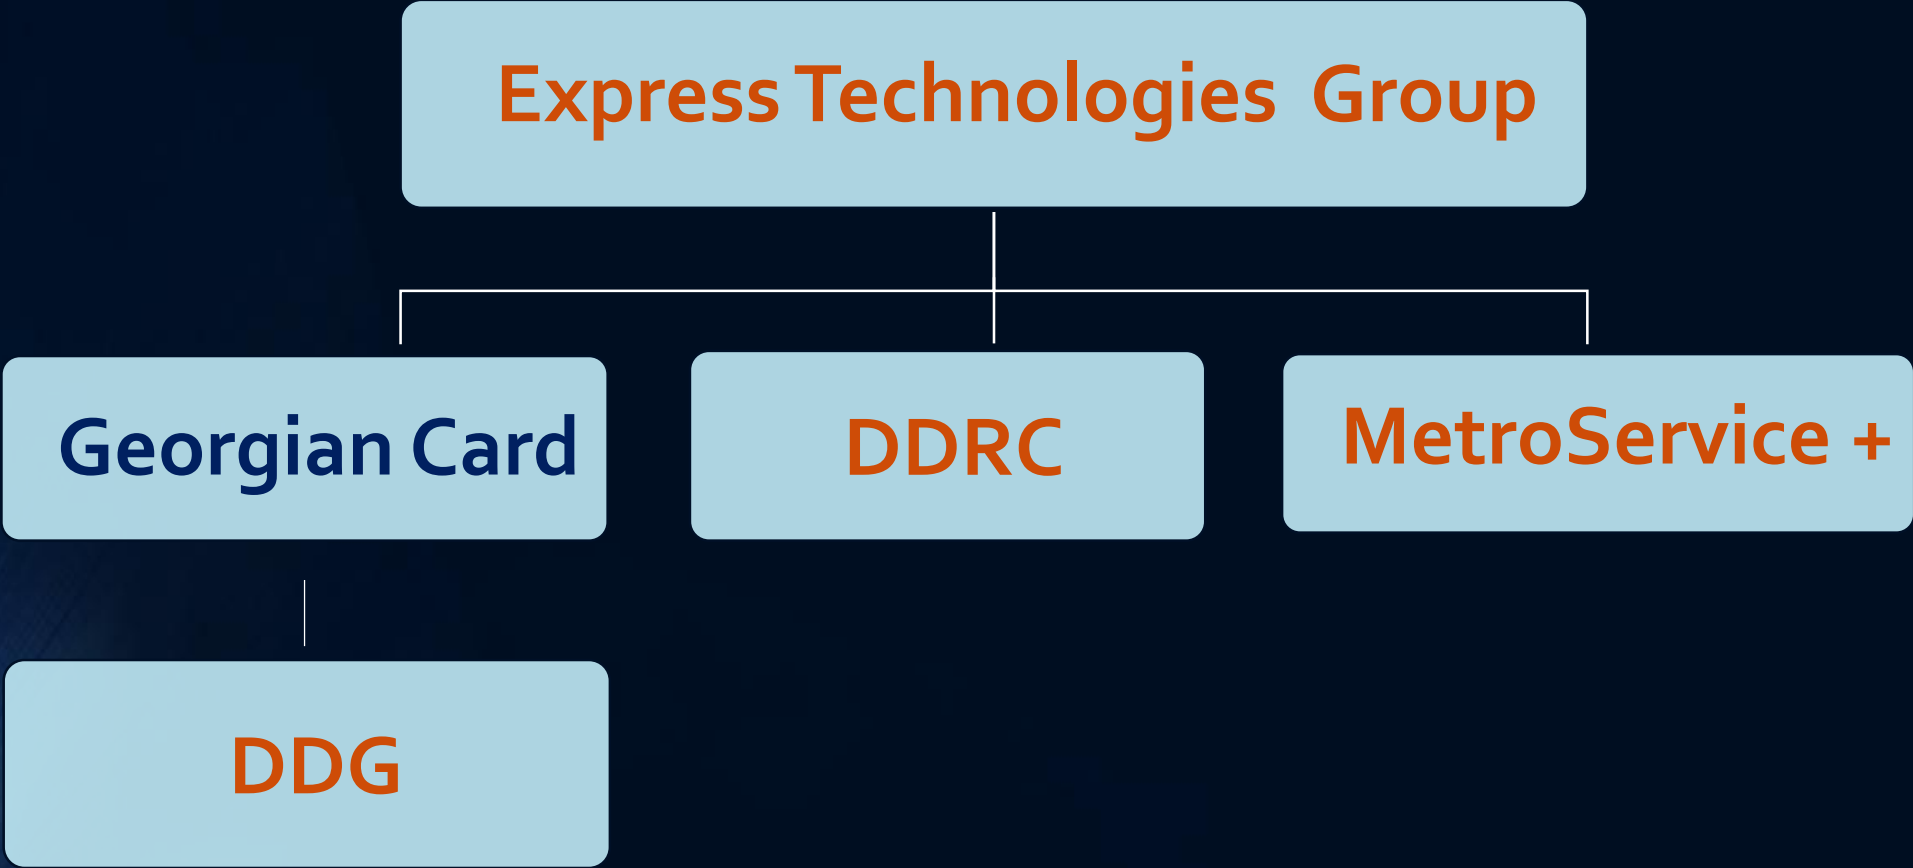 Express Technologies Group
Georgian Card
DDRC
MetroService +
DDG